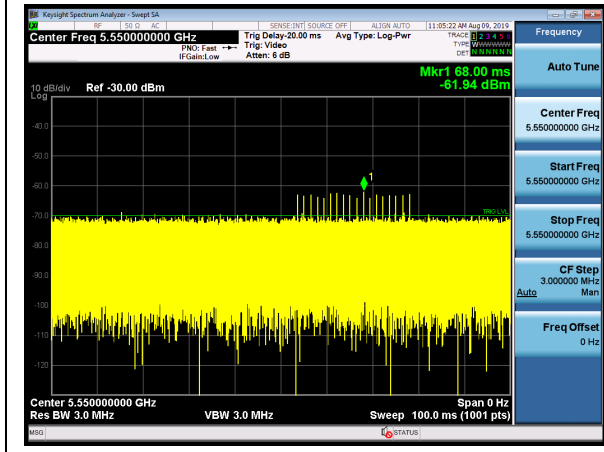 Keysight Spectrum Analyzer - Swept SA
RF 50 Ω AC SENSE:INT SOURCE OFF ALIGN AUTO 11:05:22 AM Aug 09, 2019
Center Freq 5.550000000 GHz
PNO: Fast
IFGain:Low
Trig Delay-20.00 ms
Trig: Video
Atten: 6 dB
Avg Type: Log-Pwr
TRACE 1 2 3 4 5 6
TYPE WWWWWW
DET N N N N N N
Mkr1 68.00 ms
-61.94 dBm
10 dB/div
Log
Ref -30.00 dBm
-40.0
-50.0
-60.0
-70.0
-80.0
-90.0
-100
-110
-120
1
TRIG LVL
Center 5.550000000 GHz
Span 0 Hz
Res BW 3.0 MHz
VBW 3.0 MHz
Sweep 100.0 ms (1001 pts)
MSG
STATUS
Frequency
Auto Tune
Center Freq
5.550000000 GHz
Start Freq
5.550000000 GHz
Stop Freq
5.550000000 GHz
CF Step
3.000000 MHz
Auto Man
Freq Offset
0 Hz